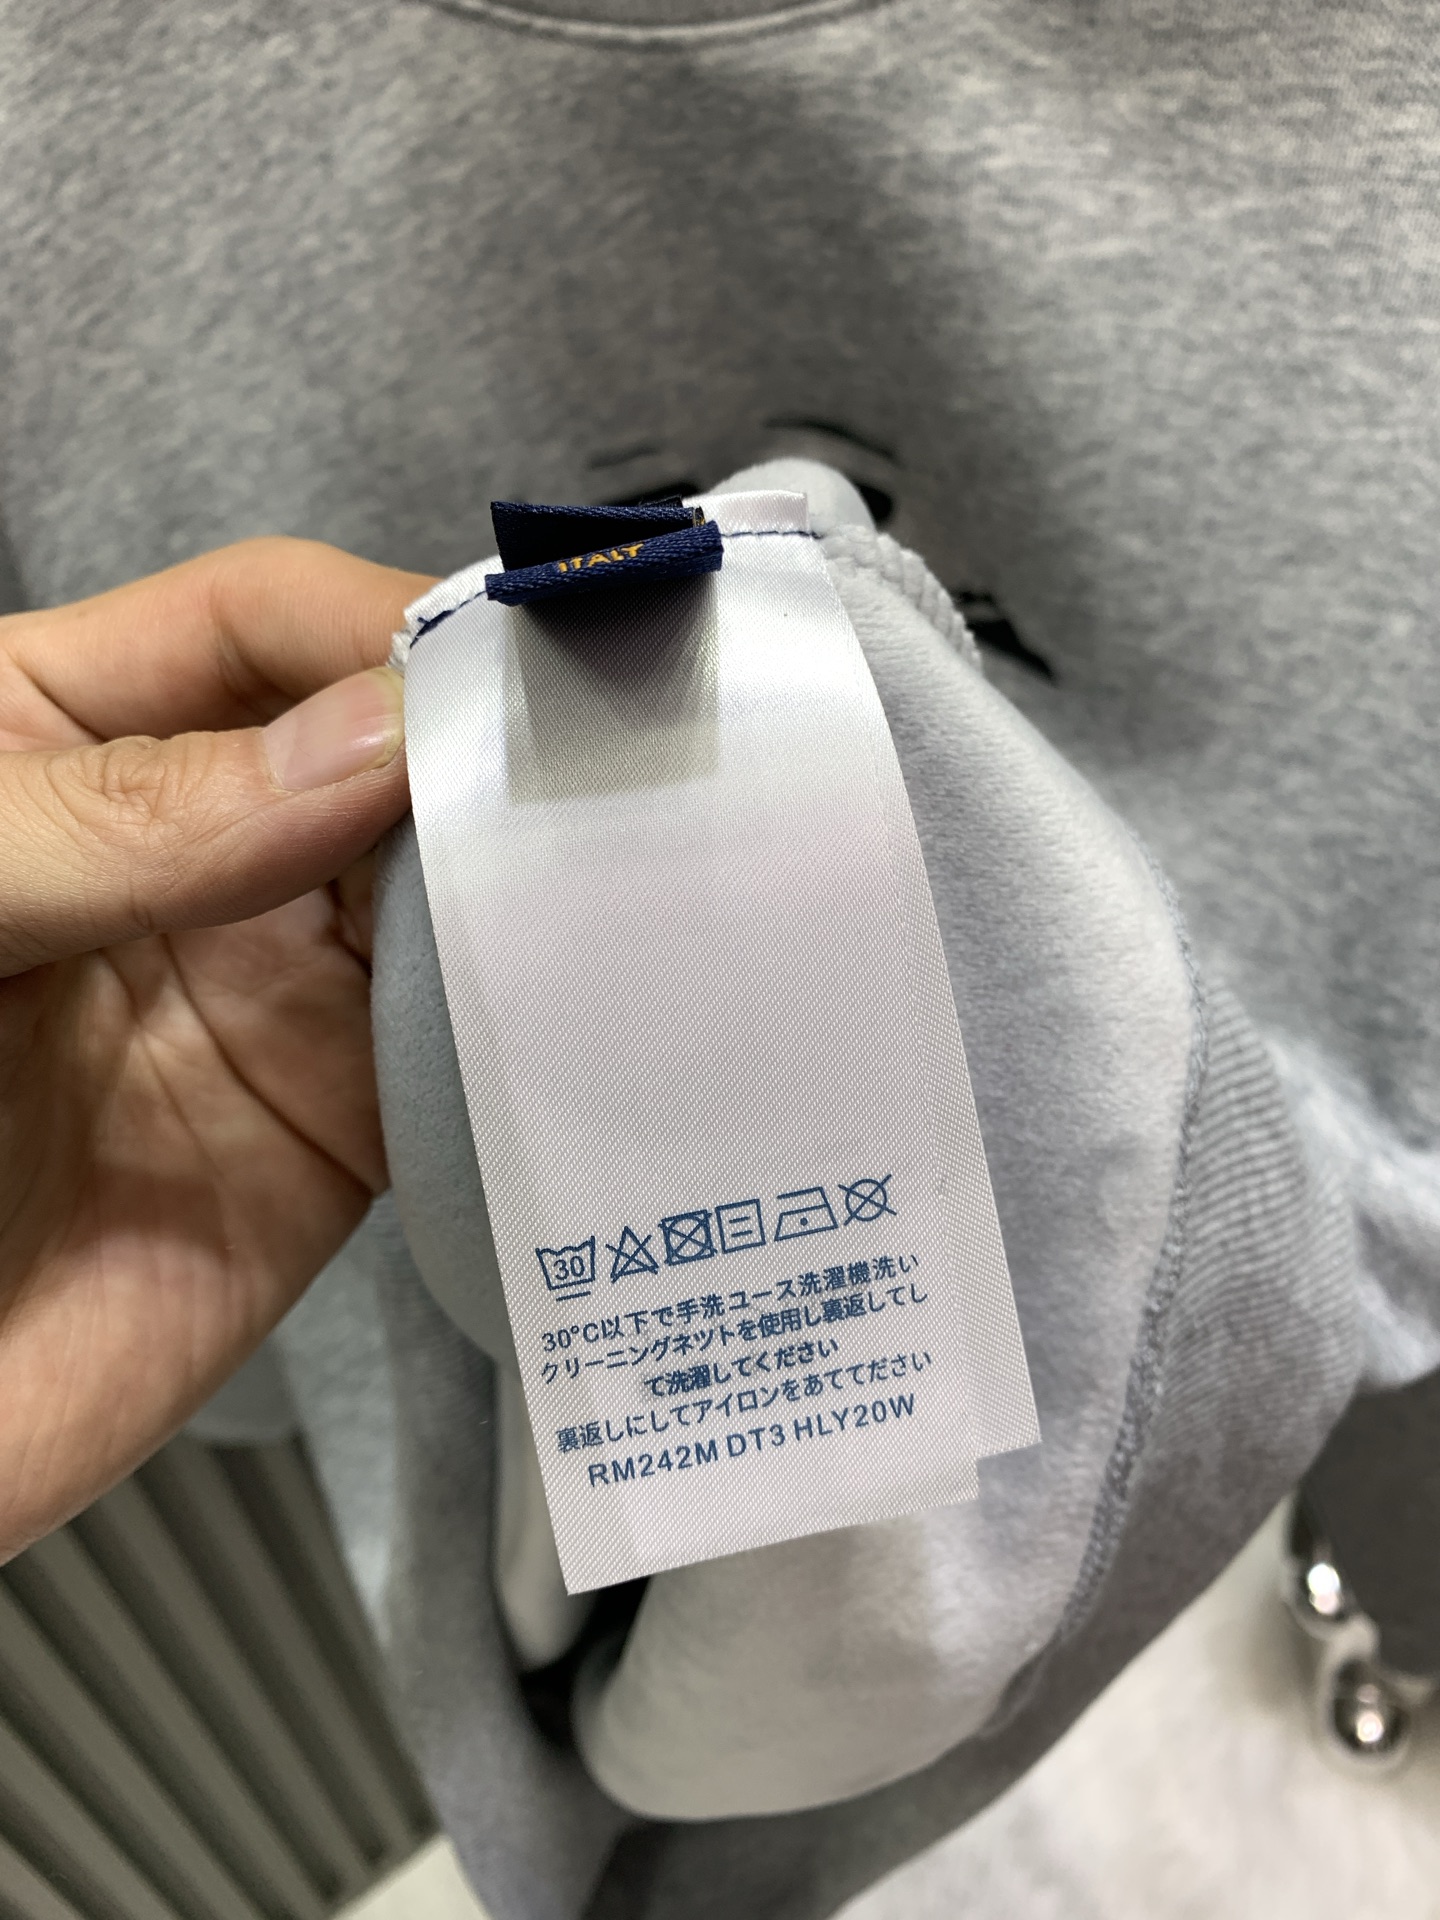 ITALY
30
30°C以下で手洗ユース洗濯機洗い
クリーニングネツトを使用し裏返してし
て洗濯してください
裏返しにしてアイロンをあててださい
RM242M DT3 HLY20W